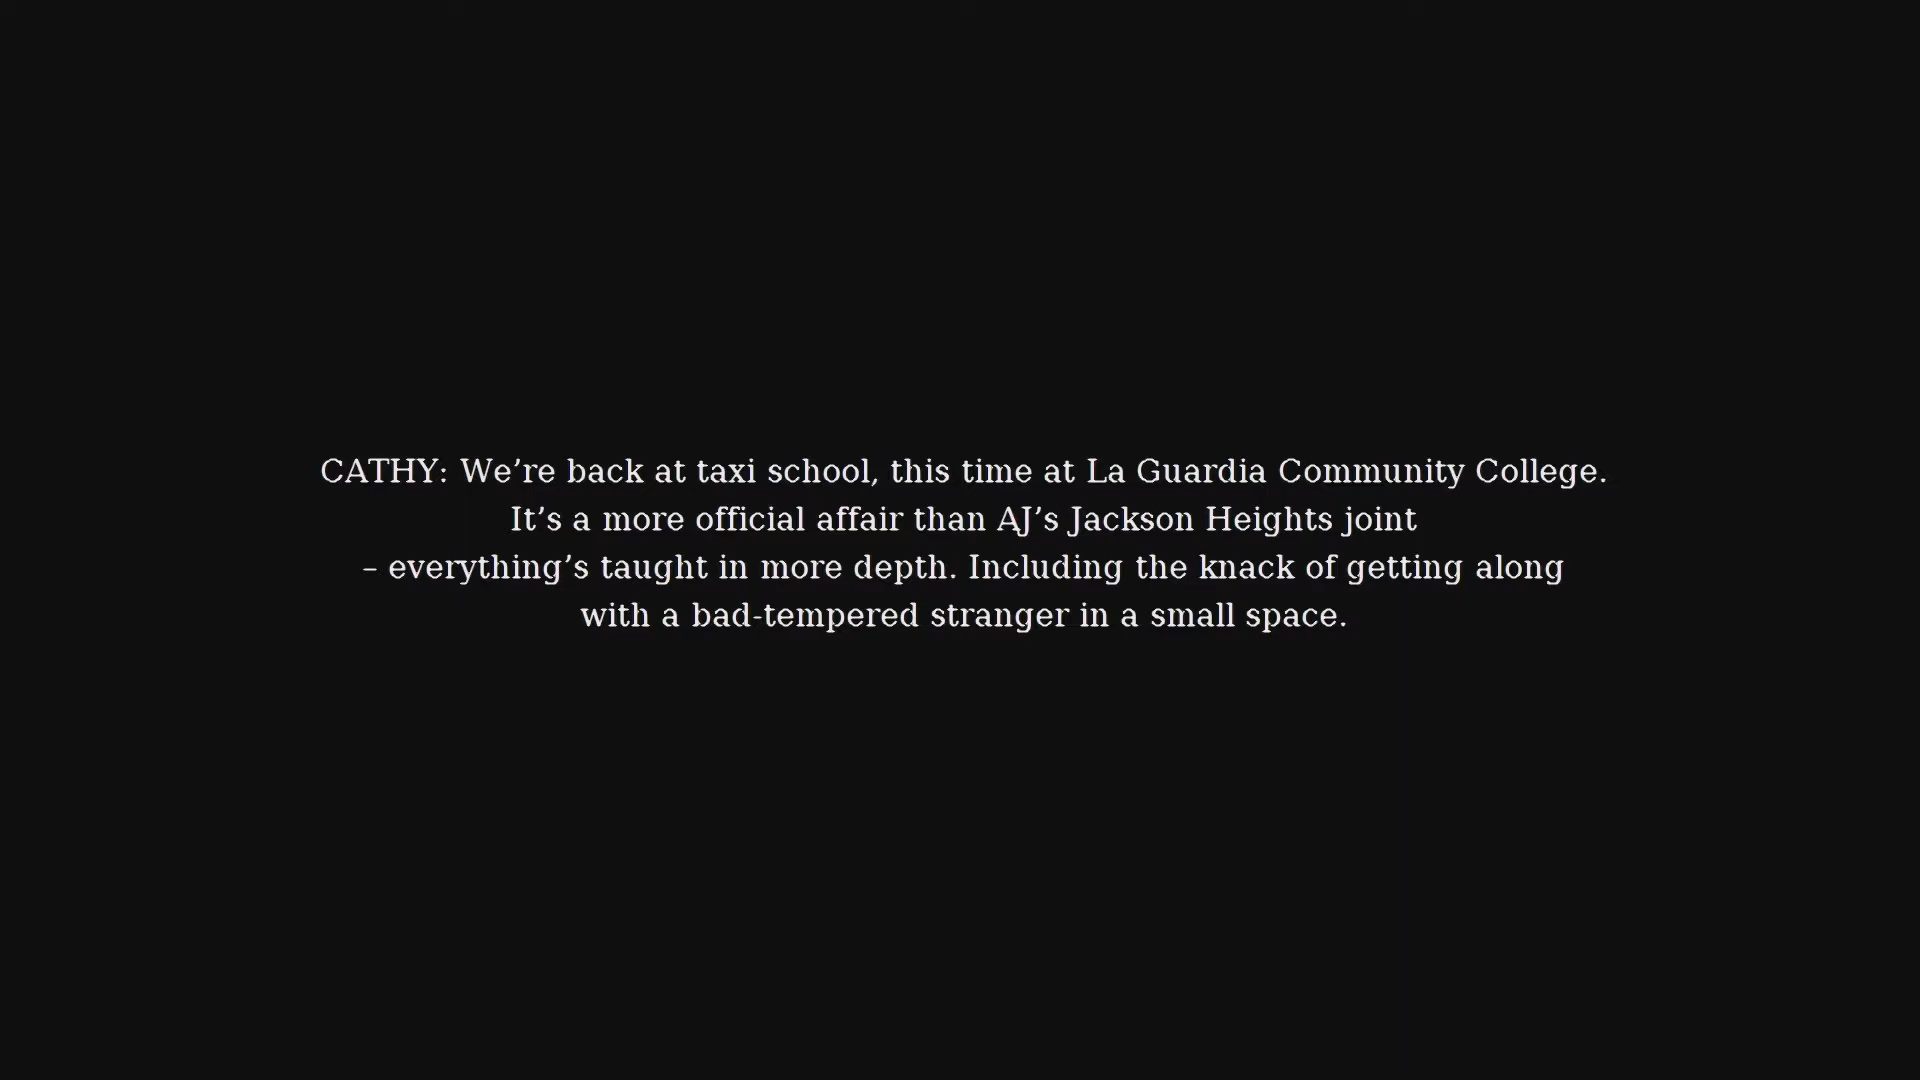 CATHY: We’re back at taxi school, this time at La Guardia Community College.
It’s a more official affair than AJ’s Jackson Heights joint
– everything’s taught in more depth. Including the knack of getting along
with a bad-tempered stranger in a small space.